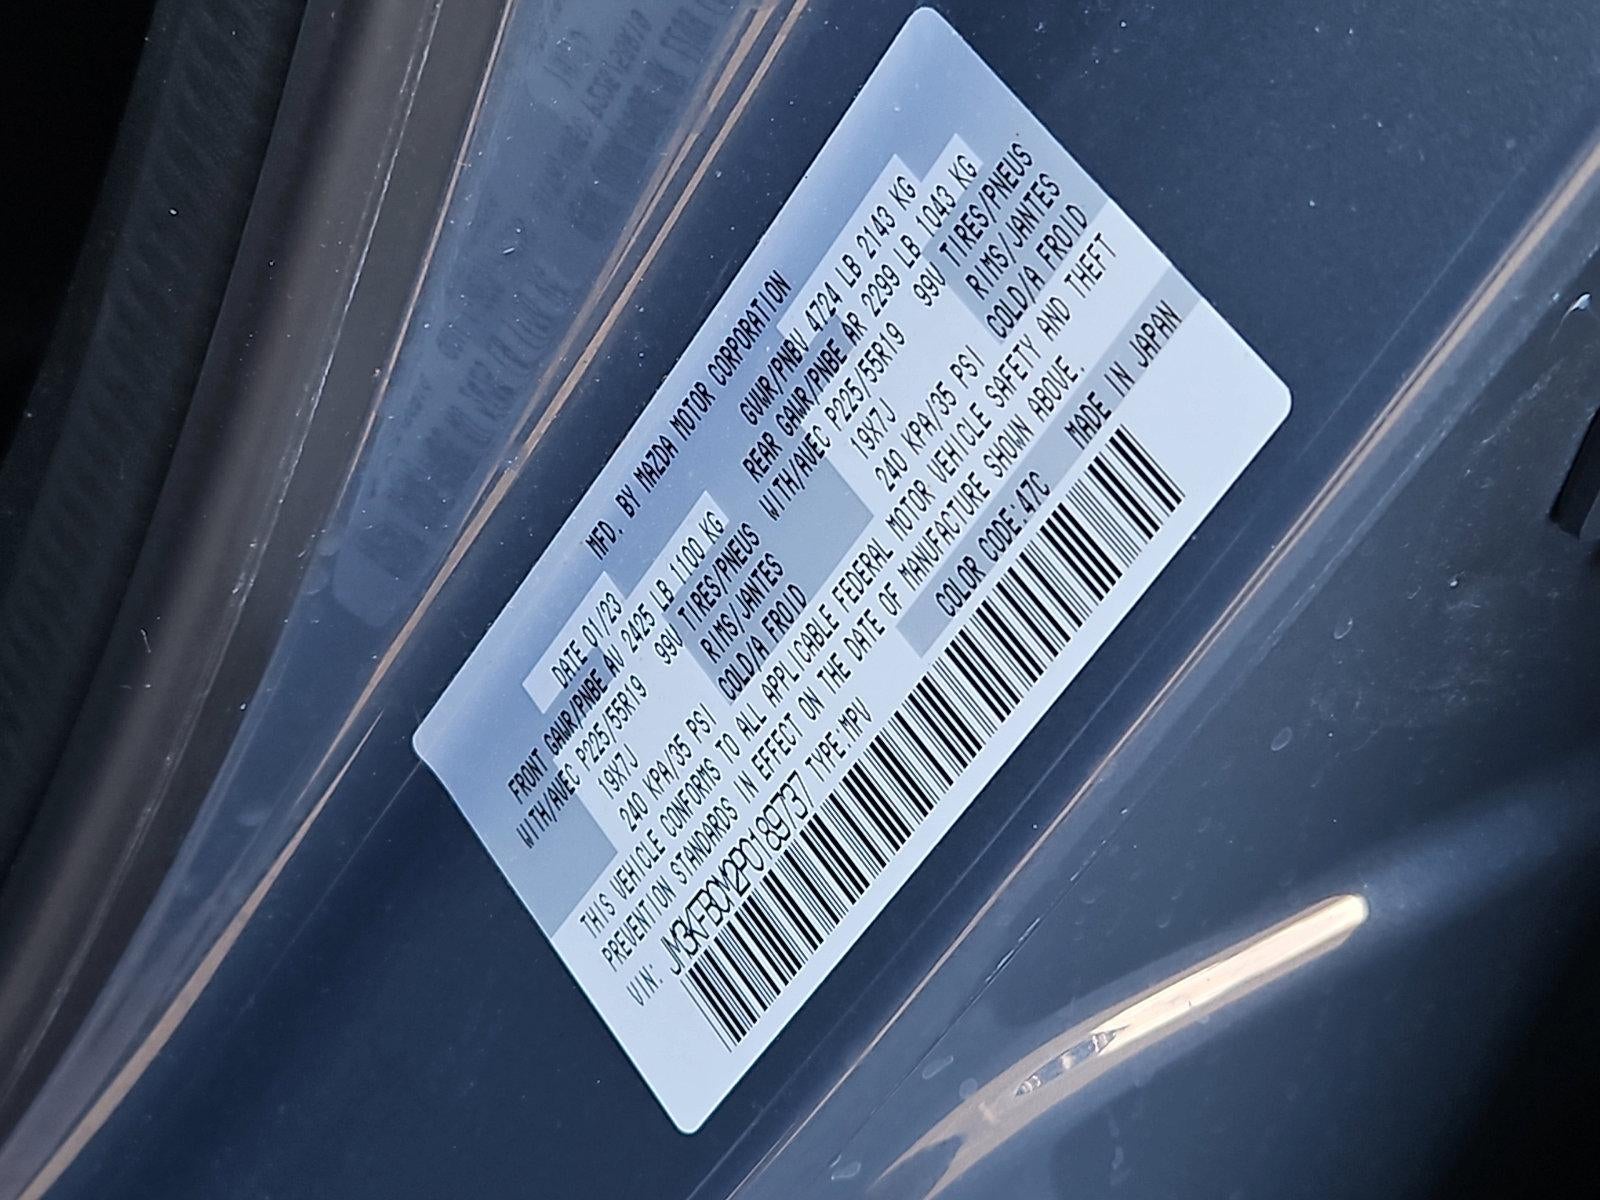 MFD. BY MAZDA MOTOR CORPORATION
DATE 01/23 GVWR/PNBV 4724 LB 2143 KG
FRONT GAWR/PNBE AV 2425 LB 1100 KG REAR GAWR/PNBE AR 2299 LB 1043 KG
WITH/AVEC P225/55R19 99V TIRES/PNEUS WITH/AVEC P225/55R19 99V TIRES/PNEUS
19X7J RIMS/JANTES 19X7J RIMS/JANTES
240 KPA/35 PSI COLD/A FROID 240 KPA/35 PSI COLD/A FROID
THIS VEHICLE CONFORMS TO ALL APPLICABLE FEDERAL MOTOR VEHICLE SAFETY AND THEFT
PREVENTION STANDARDS IN EFFECT ON THE DATE OF MANUFACTURE SHOWN ABOVE.
VIN: JM3KFBCM2P0189737 TYPE:MPV COLOR CODE:47C MADE IN JAPAN